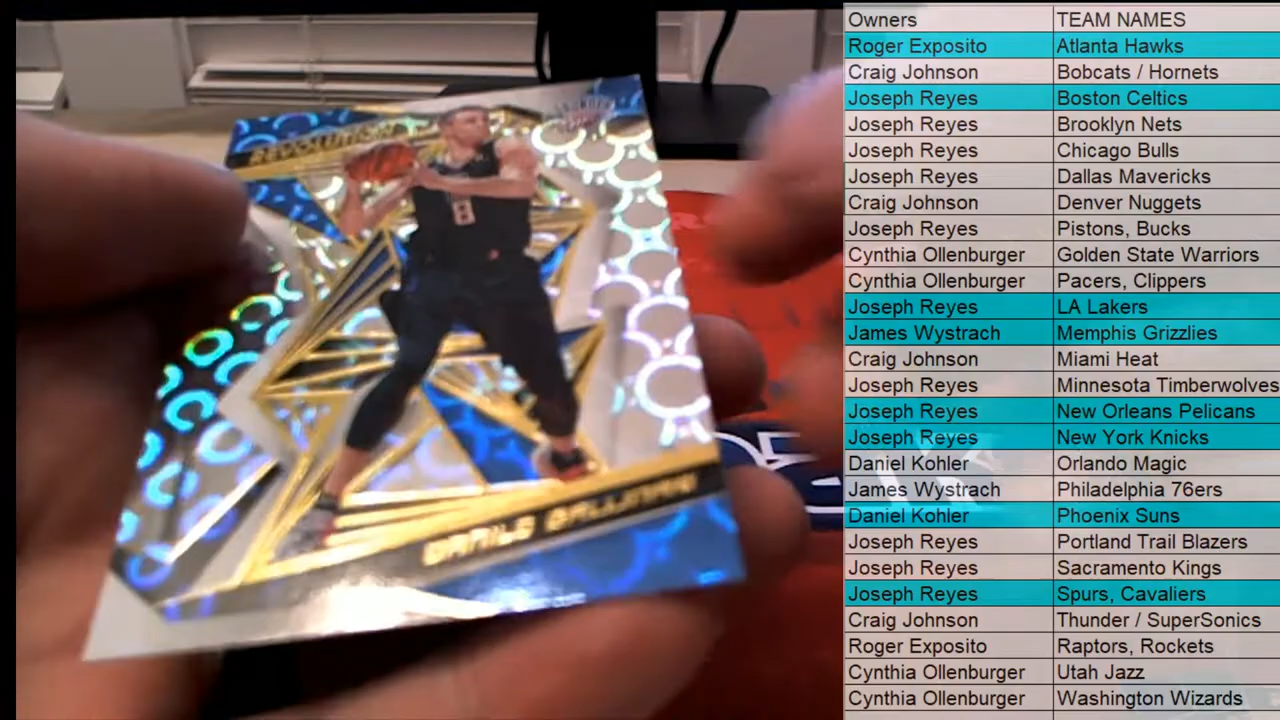 Owners TEAM NAMES
Roger Exposito Atlanta Hawks
Craig Johnson Bobcats / Hornets
Joseph Reyes Boston Celtics
Joseph Reyes Brooklyn Nets
Joseph Reyes Chicago Bulls
Joseph Reyes Dallas Mavericks
Craig Johnson Denver Nuggets
Joseph Reyes Pistons, Bucks
Cynthia Ollenburger Golden State Warriors
Cynthia Ollenburger Pacers, Clippers
Joseph Reyes LA Lakers
James Wystrach Memphis Grizzlies
Craig Johnson Miami Heat
Joseph Reyes Minnesota Timberwolves
Joseph Reyes New Orleans Pelicans
Joseph Reyes New York Knicks
Daniel Kohler Orlando Magic
James Wystrach Philadelphia 76ers
Daniel Kohler Phoenix Suns
Joseph Reyes Portland Trail Blazers
Joseph Reyes Sacramento Kings
Joseph Reyes Spurs, Cavaliers
Craig Johnson Thunder / SuperSonics
Roger Exposito Raptors, Rockets
Cynthia Ollenburger Utah Jazz
Cynthia Ollenburger Washington Wizards
REVOLUTION
8
DANILO GALLINARI